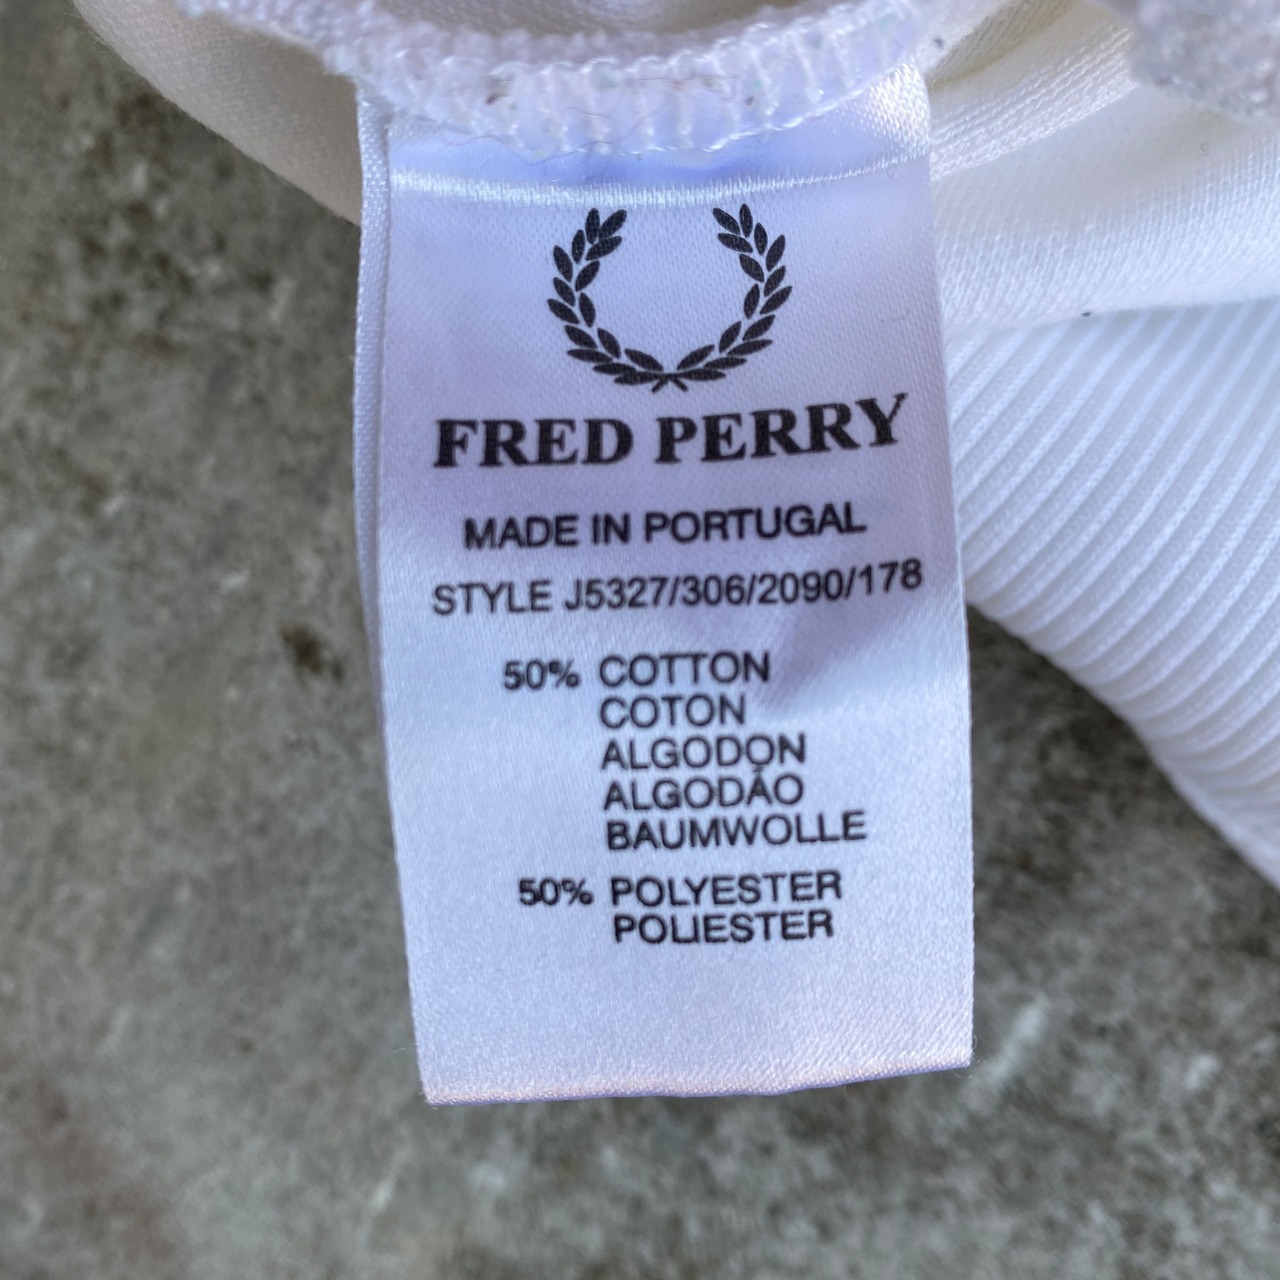 FRED PERRY
MADE IN PORTUGAL
STYLE J5327/306/2090/178
50% COTTON
COTON
ALGODON
ALGODÃO
BAUMWOLLE
50% POLYESTER
POLIESTER